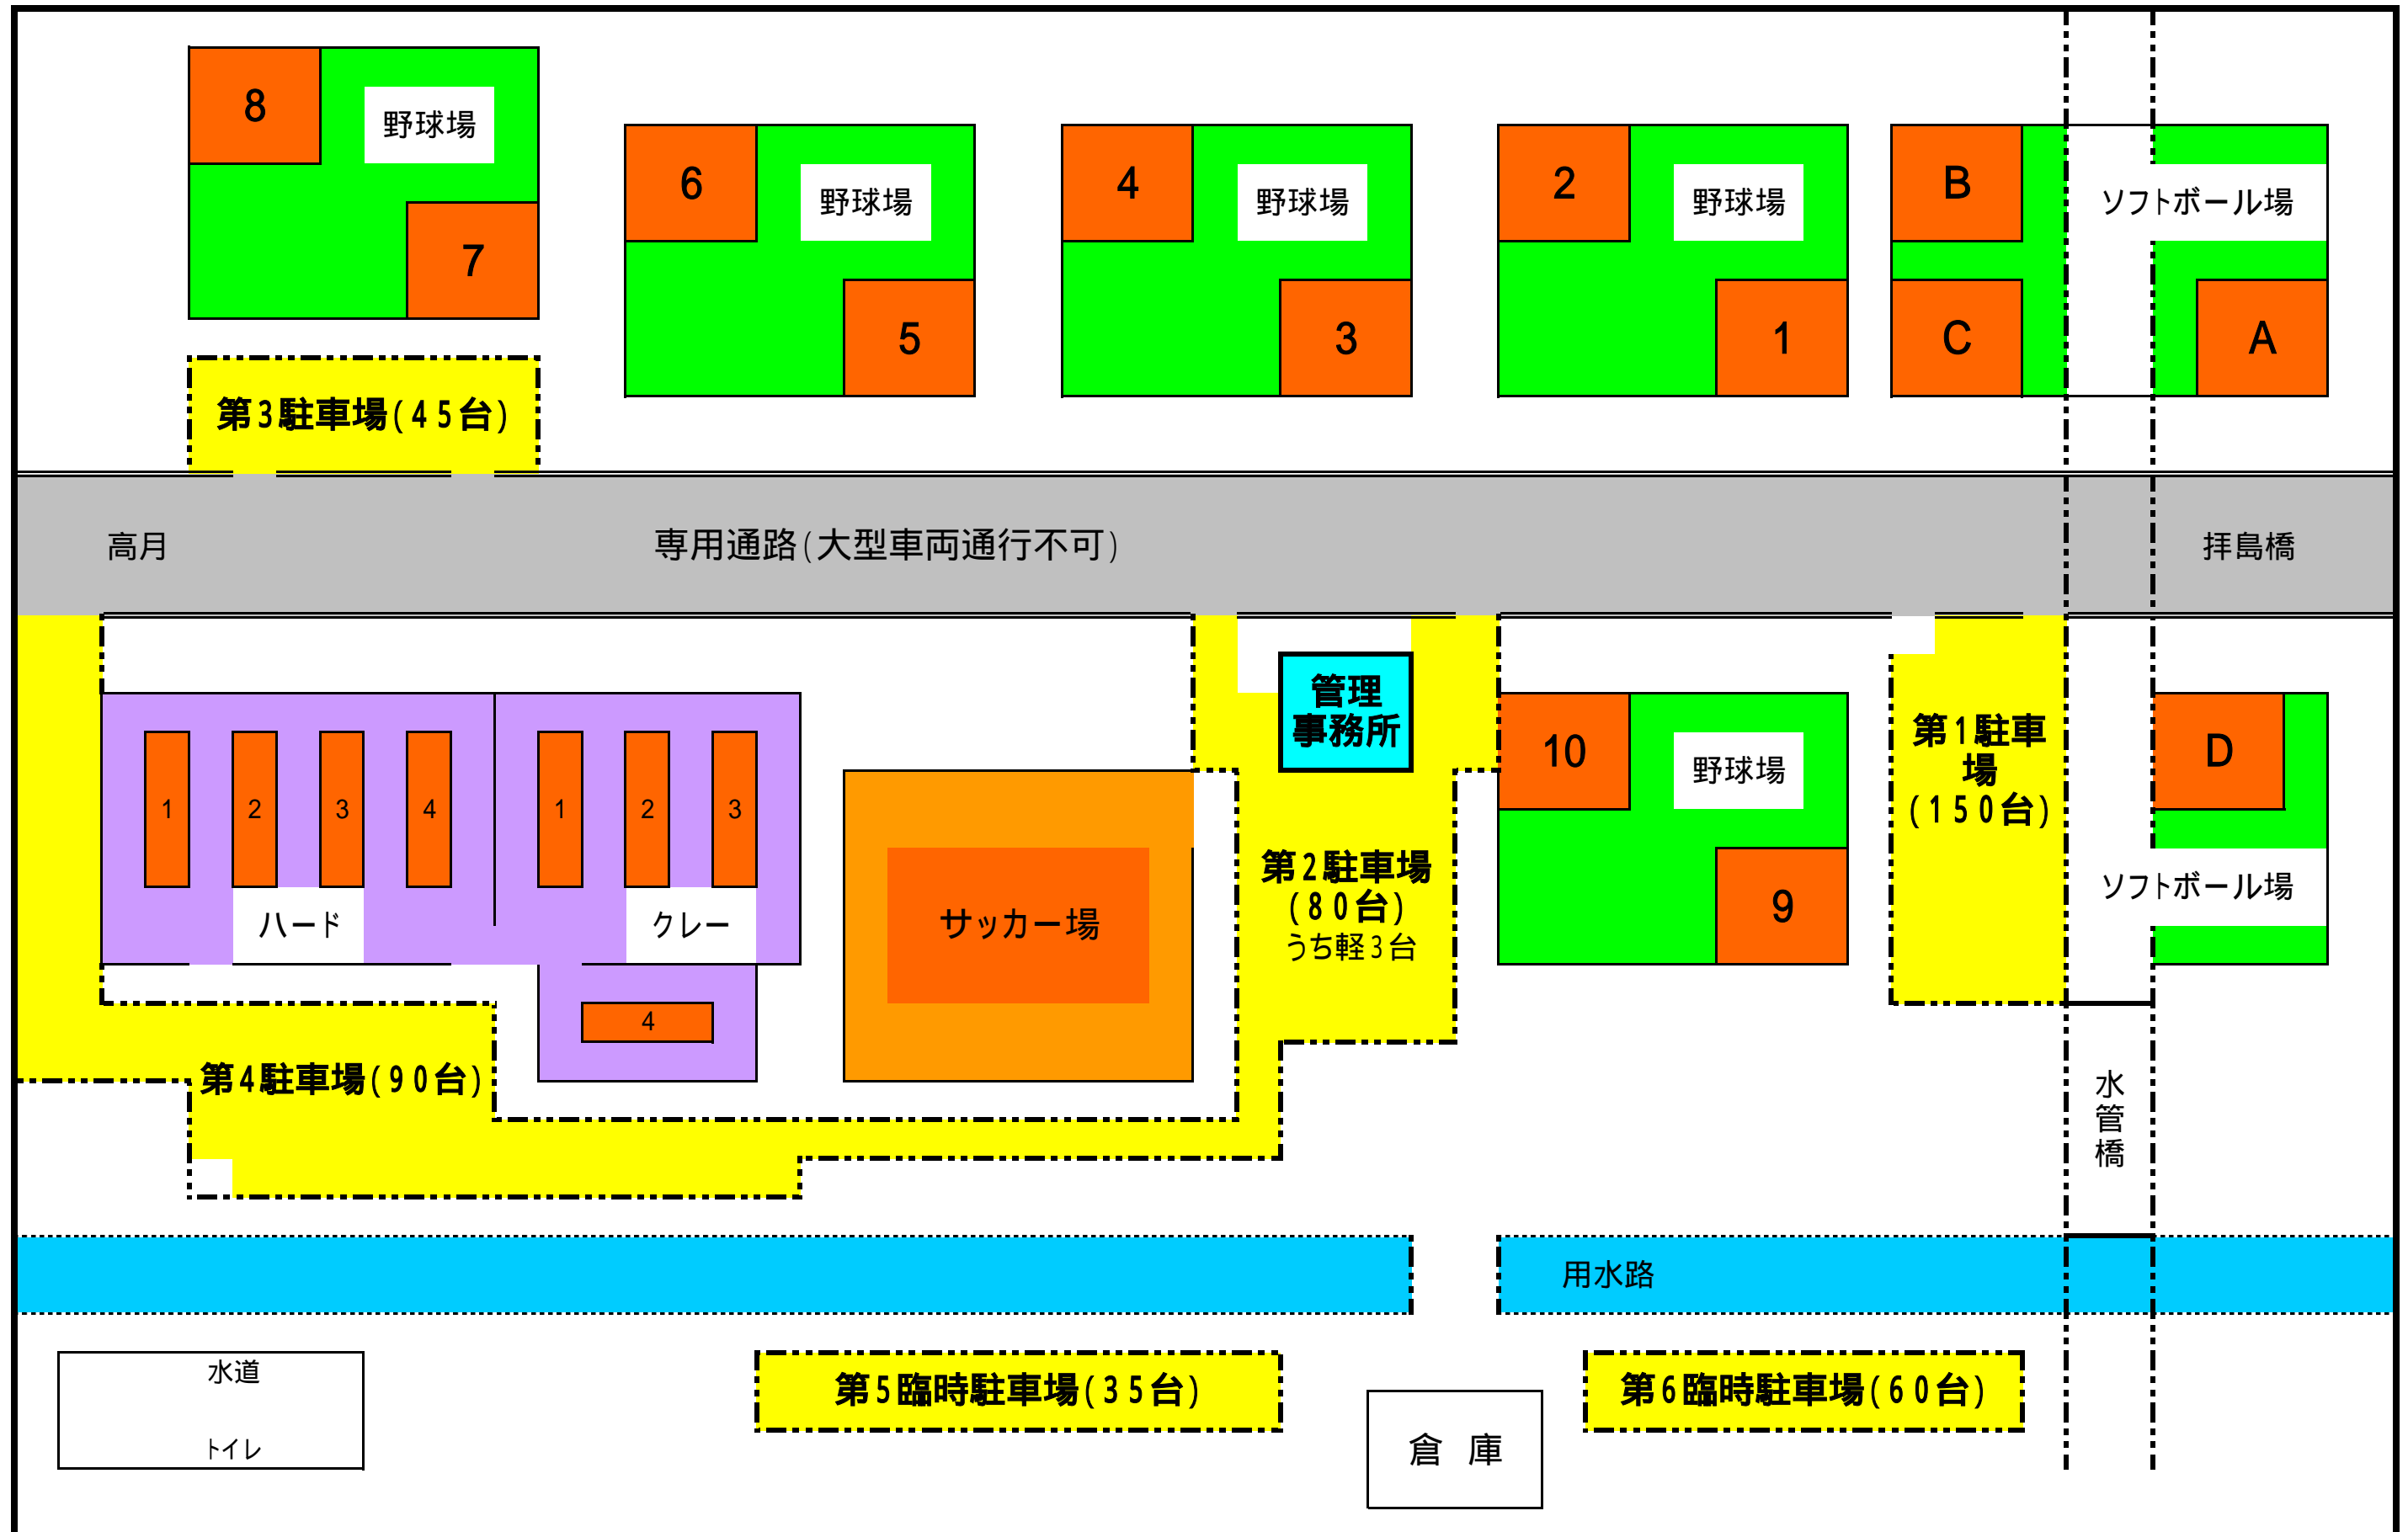 8
野球場
7
6
野球場
5
4
野球場
3
2
野球場
1
B
ソフトボール場
C
A
第3駐車場(45台)
高月
専用通路(大型車両通行不可)
拝島橋
管理
事務所
1
2
3
4
ハード
1
2
3
クレー
4
サッカー場
第2駐車場
(80台)
うち軽3台
10
野球場
9
第1駐車
場
(150台)
D
ソフトボール場
第4駐車場(90台)
水
管
橋
用水路
水道
トイレ
第5臨時駐車場(35台)
倉 庫
第6臨時駐車場(60台)